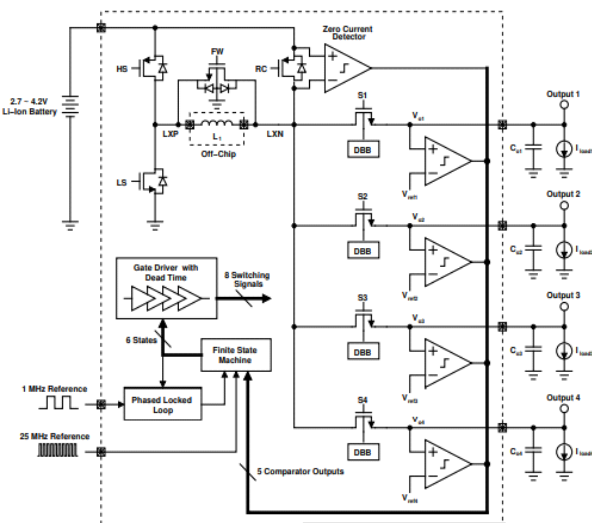 Zero Current
Detector
HS
FW
RC
2.7 – 4.2V
Li–Ion Battery
LXP
L1
LXN
Off–Chip
LS
S1
DBB
Vo1
Vref1
Output 1
Co1
Iload1
S2
DBB
Vo2
Vref2
Output 2
Co2
Iload2
Gate Driver with
Dead Time
8 Switching
Signals
6 States
Finite State
Machine
1 MHz Reference
Phased Locked
Loop
25 MHz Reference
5 Comparator Outputs
S3
DBB
Vo3
Vref3
Output 3
Co3
Iload3
S4
DBB
Vo4
Vref4
Output 4
Co4
Iload4